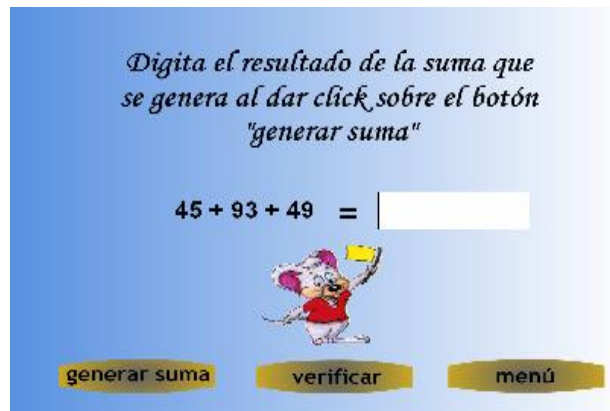 Digita el resultado de la suma que
se genera al dar click sobre el botón
"generar suma"
45 + 93 + 49 =
generar suma verificar menú